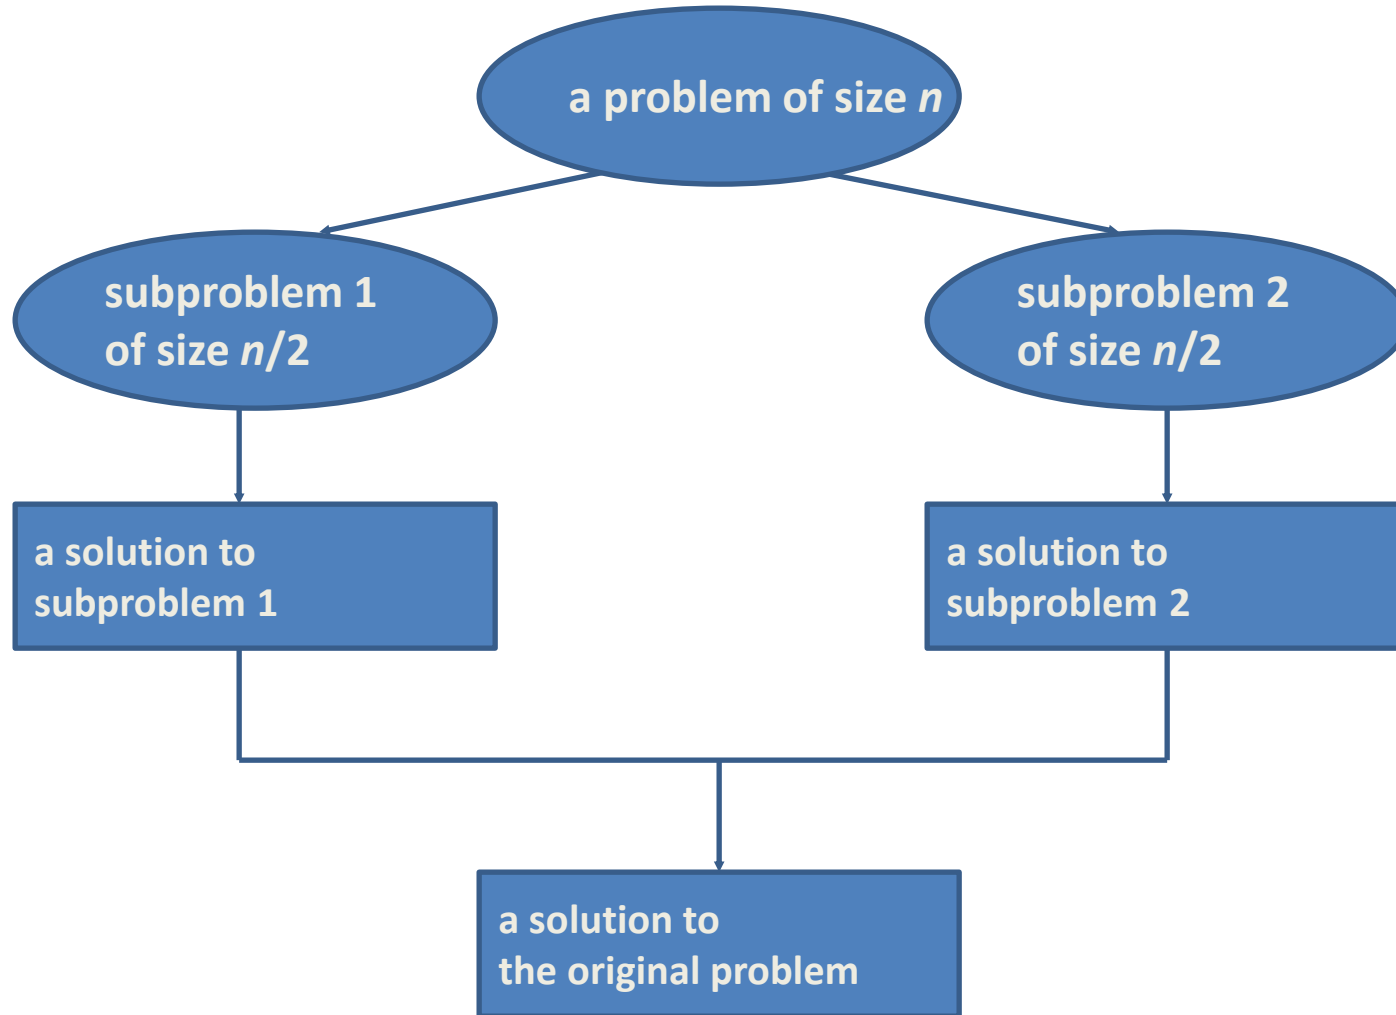 a problem of size n
subproblem 1
of size n/2
subproblem 2
of size n/2
a solution to
subproblem 1
a solution to
subproblem 2
a solution to
the original problem